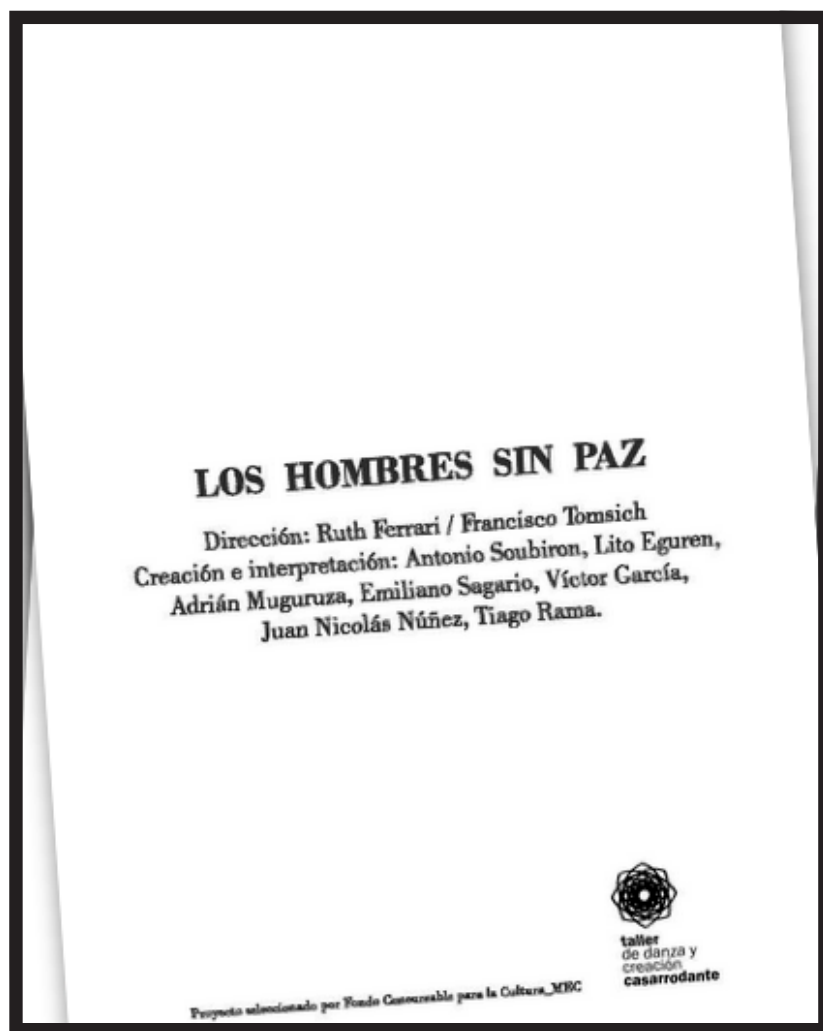 LOS HOMBRES SIN PAZ
Dirección: Ruth Ferrari / Francisco Tomsich
Creación e interpretación: Antonio Soubiron, Lito Eguren,
Adrián Muguruza, Emiliano Sagario, Víctor García,
Juan Nicolás Núñez, Tiago Rama.
taller
de danza y
creación
casarrodante
Proyecto seleccionado por Fondo Concursable para la Cultura_MEC